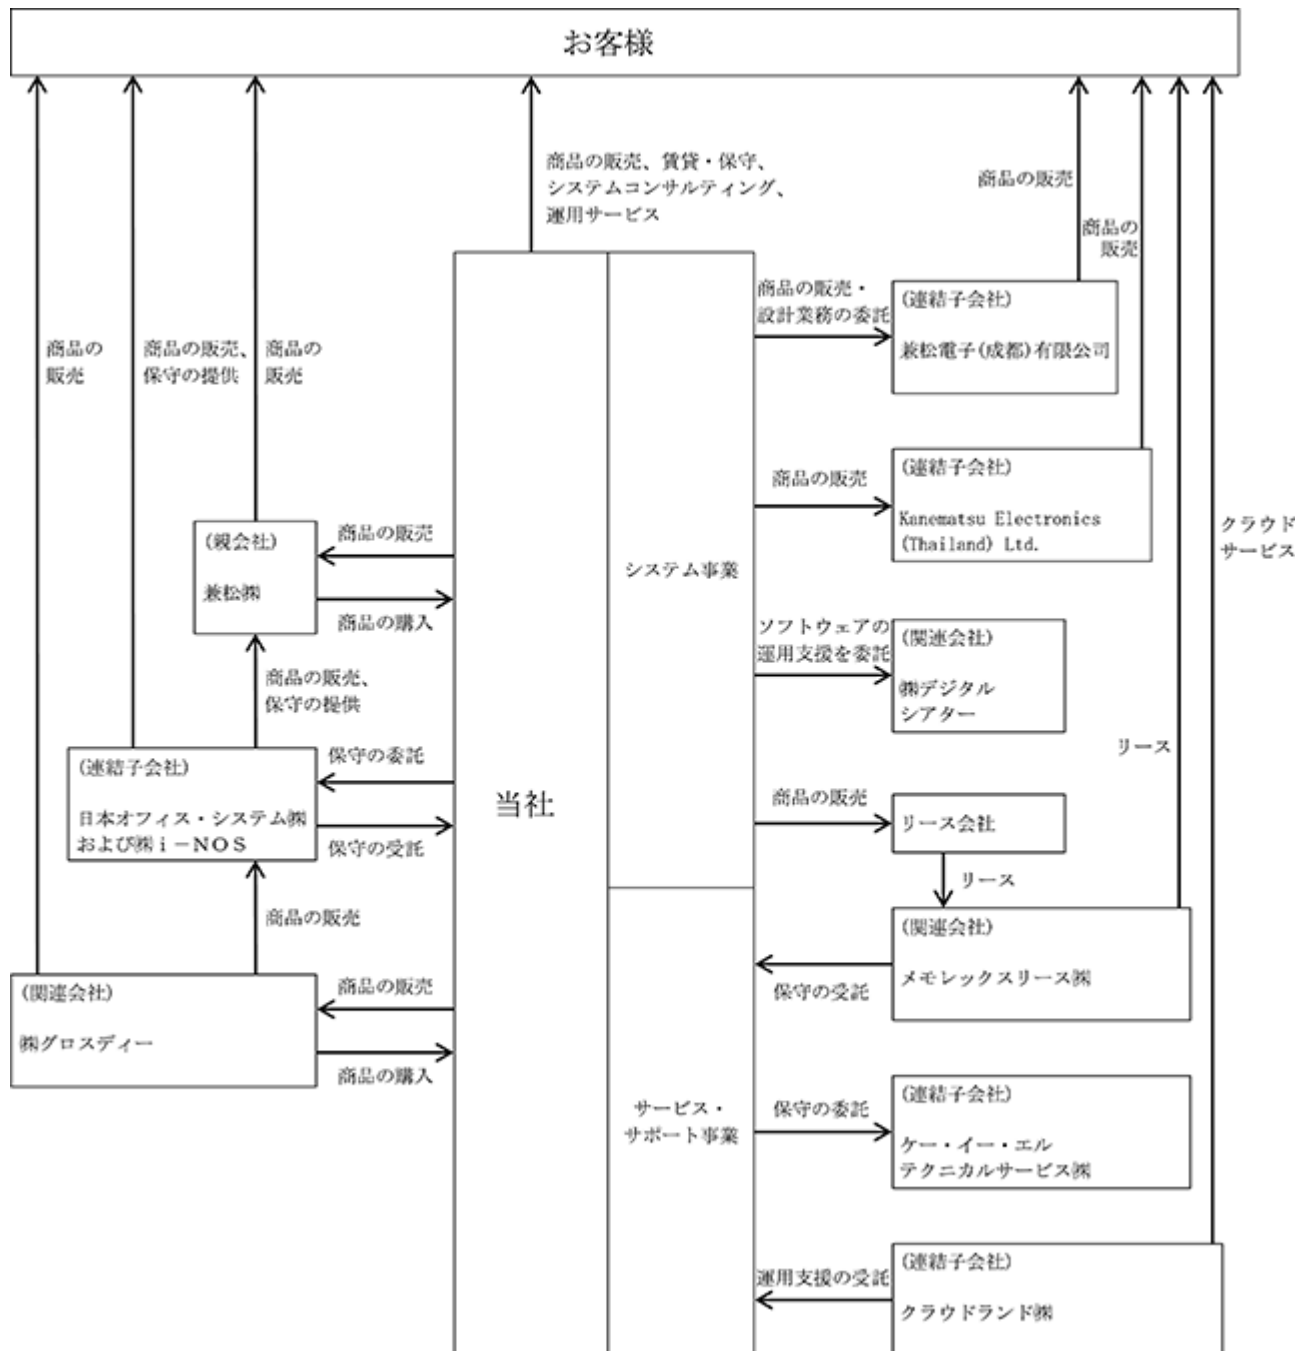 お客様
商品の販売、賃貸・保守、
システムコンサルティング、
運用サービス
商品の販売
商品の
販売
商品の
販売
商品の販売、
保守の提供
商品の
販売
商品の販売・
設計業務の委託
(連結子会社)
兼松電子(成都)有限公司
商品の販売
(連結子会社)
Kanematsu Electronics
(Thailand) Ltd.
クラウド
サービス
(親会社)
兼松㈱
商品の販売
商品の購入
システム事業
ソフトウェアの
運用支援を委託
(関連会社)
㈱デジタル
シアター
商品の販売、
保守の提供
リース
(連結子会社)
日本オフィス・システム㈱
および㈱ｉ－ＮＯＳ
保守の委託
保守の受託
当社
商品の販売
リース会社
リース
商品の販売
(関連会社)
メモレックスリース㈱
保守の受託
(関連会社)
㈱グロスディー
商品の販売
商品の購入
サービス・
サポート事業
保守の委託
(連結子会社)
ケー・イー・エル
テクニカルサービス㈱
運用支援の受託
(連結子会社)
クラウドランド㈱